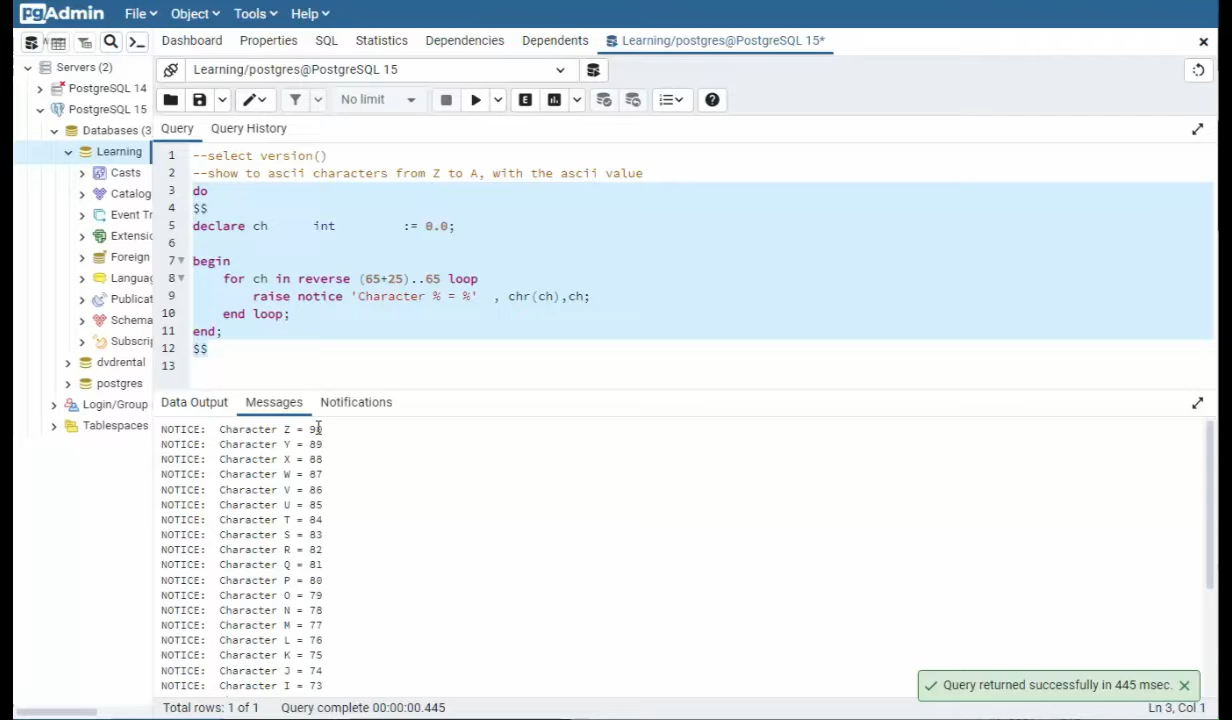 pgAdmin File Object Tools Help
Dashboard Properties SQL Statistics Dependencies Dependents Learning/postgres@PostgreSQL 15*
Servers (2)
PostgreSQL 14
PostgreSQL 15
Databases (3
Learning
Casts
Catalog
Event Tr
Extensio
Foreign
Languag
Publicat
Schema
Subscrip
dvdrental
postgres
Login/Group
Tablespaces
Learning/postgres@PostgreSQL 15
No limit
E
Query Query History
1 --select version()
2 --show to ascii characters from Z to A, with the ascii value
3 do
4 $$
5 declare ch int := 0.0;
6
7 begin
8 for ch in reverse (65+25)..65 loop
9 raise notice 'Character % = %' , chr(ch),ch;
10 end loop;
11 end;
12 $$
13
Data Output Messages Notifications
NOTICE: Character Z = 90
NOTICE: Character Y = 89
NOTICE: Character X = 88
NOTICE: Character W = 87
NOTICE: Character V = 86
NOTICE: Character U = 85
NOTICE: Character T = 84
NOTICE: Character S = 83
NOTICE: Character R = 82
NOTICE: Character Q = 81
NOTICE: Character P = 80
NOTICE: Character O = 79
NOTICE: Character N = 78
NOTICE: Character M = 77
NOTICE: Character L = 76
NOTICE: Character K = 75
NOTICE: Character J = 74
NOTICE: Character I = 73
Query returned successfully in 445 msec.
Total rows: 1 of 1 Query complete 00:00:00.445 Ln 3, Col 1